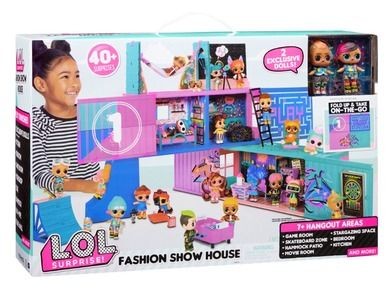 40+
SURPRISES
2
EXCLUSIVE
DOLLS!
FOLD UP & TAKE
ON-THE-GO
1
L.O.L.
SURPRISE!
FASHION SHOW HOUSE
7+ HANGOUT AREAS
• GAME ROOM
• SKATEBOARD ZONE
• HAMMOCK PATIO
• MOVIE ROOM
• STARGAZING SPACE
• BEDROOM
• KITCHEN
AND MORE!